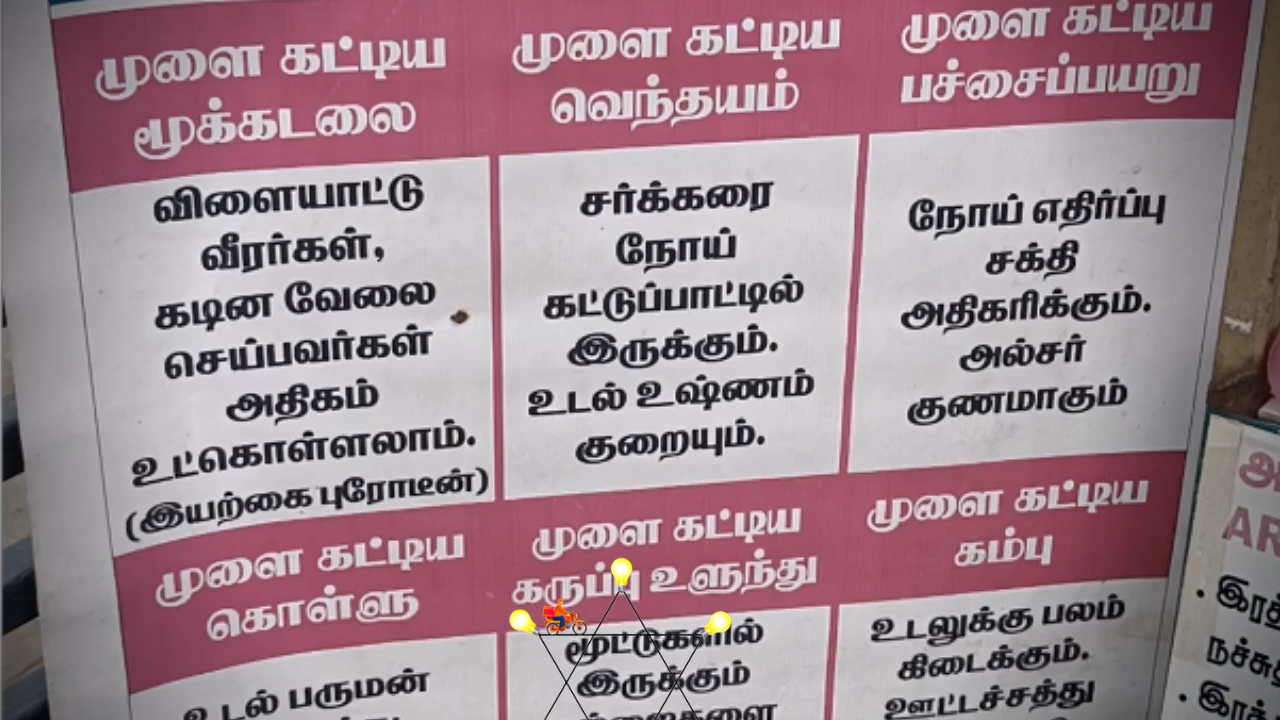 முளை கட்டிய
மூக்கடலை
விளையாட்டு
வீரர்கள்,
கடின வேலை
செய்பவர்கள்
அதிகம்
உட்கொள்ளலாம்.
(இயற்கை புரோடீன்)
முளை கட்டிய
வெந்தயம்
சர்க்கரை
நோய்
கட்டுப்பாட்டில்
இருக்கும்.
உடல் உஷ்ணம்
குறையும்.
முளை கட்டிய
பச்சைப்பயறு
நோய் எதிர்ப்பு
சக்தி
அதிகரிக்கும்.
அல்சர்
குணமாகும்
முளை கட்டிய
கொள்ளு
உடல் பருமன்
முளை கட்டிய
கருப்பு உளுந்து
மூட்டுகளில்
இருக்கும்
முளை கட்டிய
கம்பு
உடலுக்கு பலம்
கிடைக்கும்.
ஊட்டச்சத்து